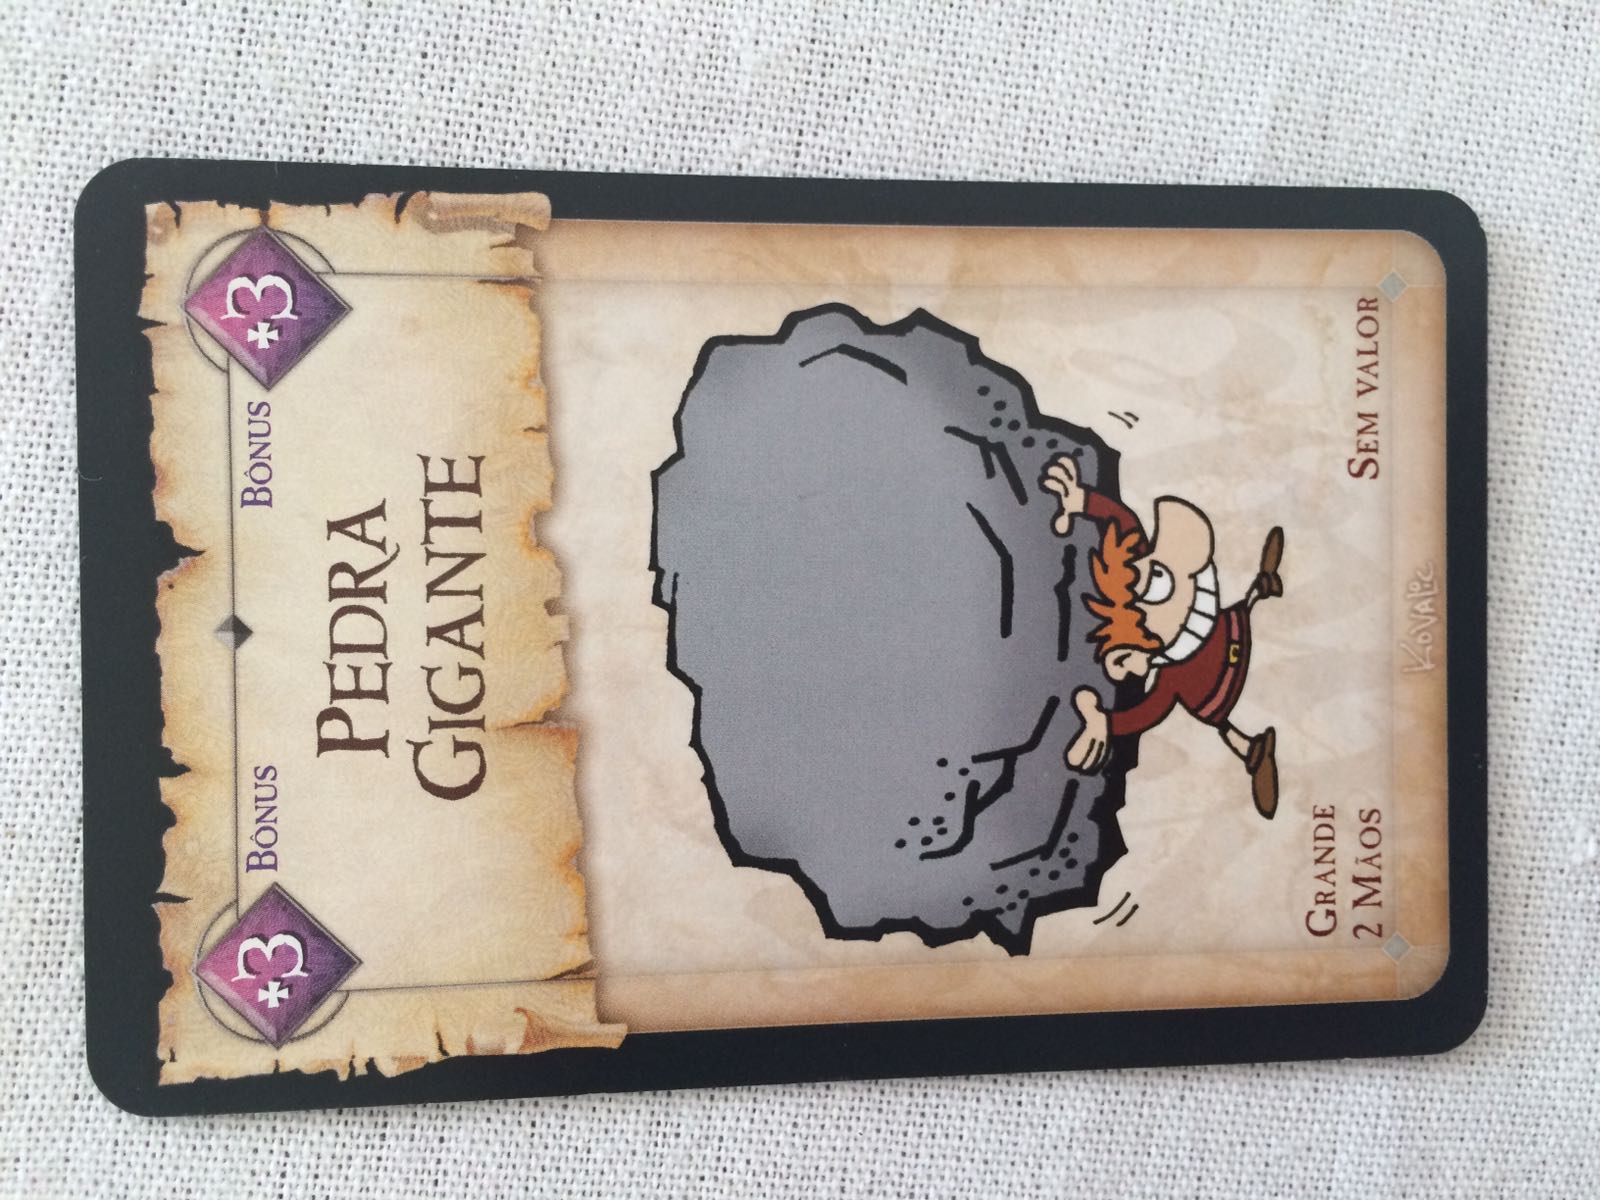 +3 BÔNUS BÔNUS +3
PEDRA
GIGANTE
GRANDE
2 MÃOS
SEM VALOR
KOVALIC